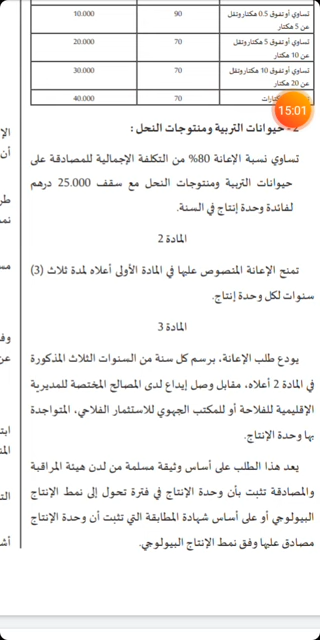 تساوي أو تفوق 0.5 هكتار وتقل 90 10.000
عن 5 هكتار
تساوي أو تفوق 5 هكتار وتقل 70 20.000
عن 10 هكتار
تساوي أو تفوق 10 هكتار وتقل 70 30.000
عن 20 هكتار
70 40.000
15:01
حيوانات التربية ومنتوجات النحل :
تساوي نسبة الإعانة 80% من التكلفة الإجمالية للمصادقة على
حيوانات التربية ومنتوجات النحل مع سقف 25.000 درهم
لفائدة وحدة إنتاج في السنة.
المادة 2
تمنح الإعانة المنصوص عليها في المادة الأولى أعلاه لمدة ثلاث (3)
سنوات لكل وحدة إنتاج.
المادة 3
يودع طلب الإعانة، برسم كل سنة من السنوات الثلاث المذكورة
في المادة 2 أعلاه، مقابل وصل إيداع لدى المصالح المختصة للمديرية
الإقليمية للفلاحة أو للمكتب الجهوي للاستثمار الفلاحي، المتواجدة
بها وحدة الإنتاج.
يعد هذا الطلب على أساس وثيقة مسلمة من لدن هيئة المراقبة
والمصادقة تثبت بأن وحدة الإنتاج في فترة تحول إلى نمط الإنتاج
البيولوجي أو على أساس شهادة المطابقة التي تثبت أن وحدة الإنتاج
مصادق عليها وفق نمط الإنتاج البيولوجي.